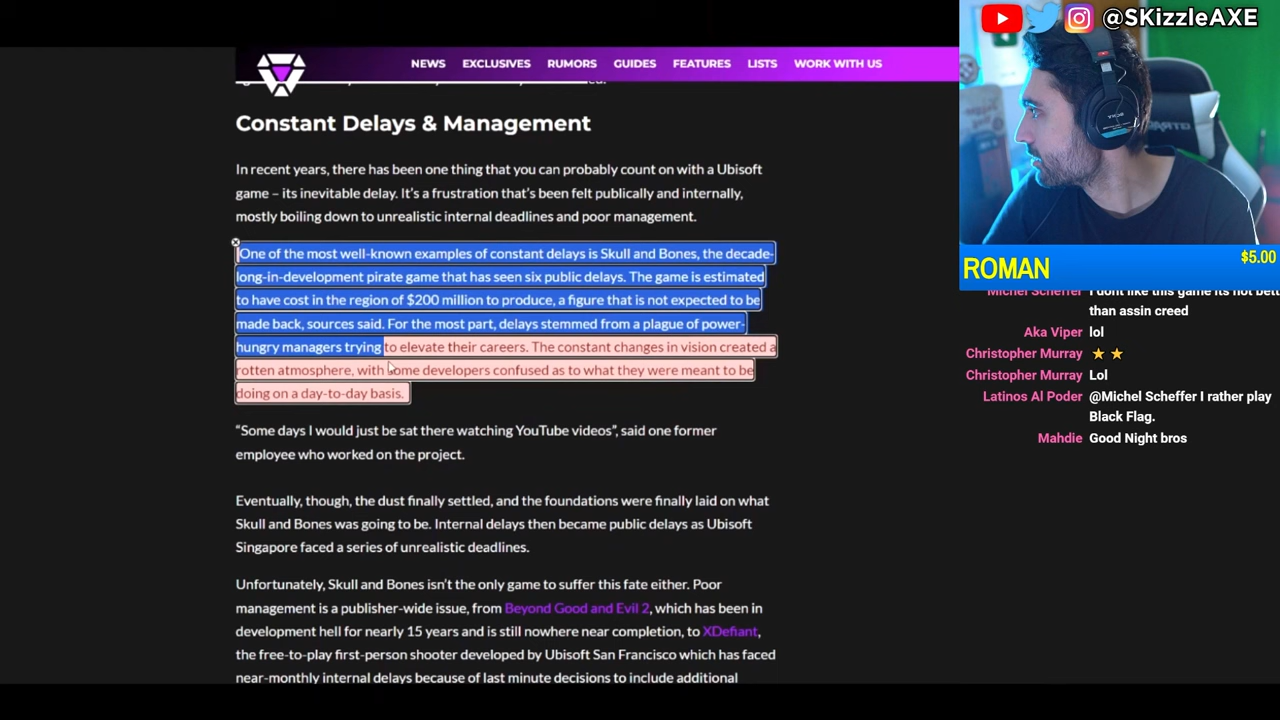 @SKizzleAXE
NEWS EXCLUSIVES RUMORS GUIDES FEATURES LISTS WORK WITH US
Constant Delays & Management
In recent years, there has been one thing that you can probably count on with a Ubisoft
game – its inevitable delay. It's a frustration that's been felt publically and internally,
mostly boiling down to unrealistic internal deadlines and poor management.
One of the most well-known examples of constant delays is Skull and Bones, the decade-
long-in-development pirate game that has seen six public delays. The game is estimated
to have cost in the region of $200 million to produce, a figure that is not expected to be
made back, sources said. For the most part, delays stemmed from a plague of power-
hungry managers trying to elevate their careers. The constant changes in vision created a
rotten atmosphere, with some developers confused as to what they were meant to be
doing on a day-to-day basis.
“Some days I would just be sat there watching YouTube videos”, said one former
employee who worked on the project.
Eventually, though, the dust finally settled, and the foundations were finally laid on what
Skull and Bones was going to be. Internal delays then became public delays as Ubisoft
Singapore faced a series of unrealistic deadlines.
Unfortunately, Skull and Bones isn't the only game to suffer this fate either. Poor
management is a publisher-wide issue, from Beyond Good and Evil 2, which has been in
development hell for nearly 15 years and is still nowhere near completion, to XDefiant,
the free-to-play first-person shooter developed by Ubisoft San Francisco which has faced
near-monthly internal delays because of last minute decisions to include additional
ROMAN $5.00
Michel Scheffer I dont like this game its not bett
than assin creed
Aka Viper lol
Christopher Murray ⭐⭐
Christopher Murray Lol
Latinos Al Poder @Michel Scheffer I rather play
Black Flag.
Mahdie Good Night bros